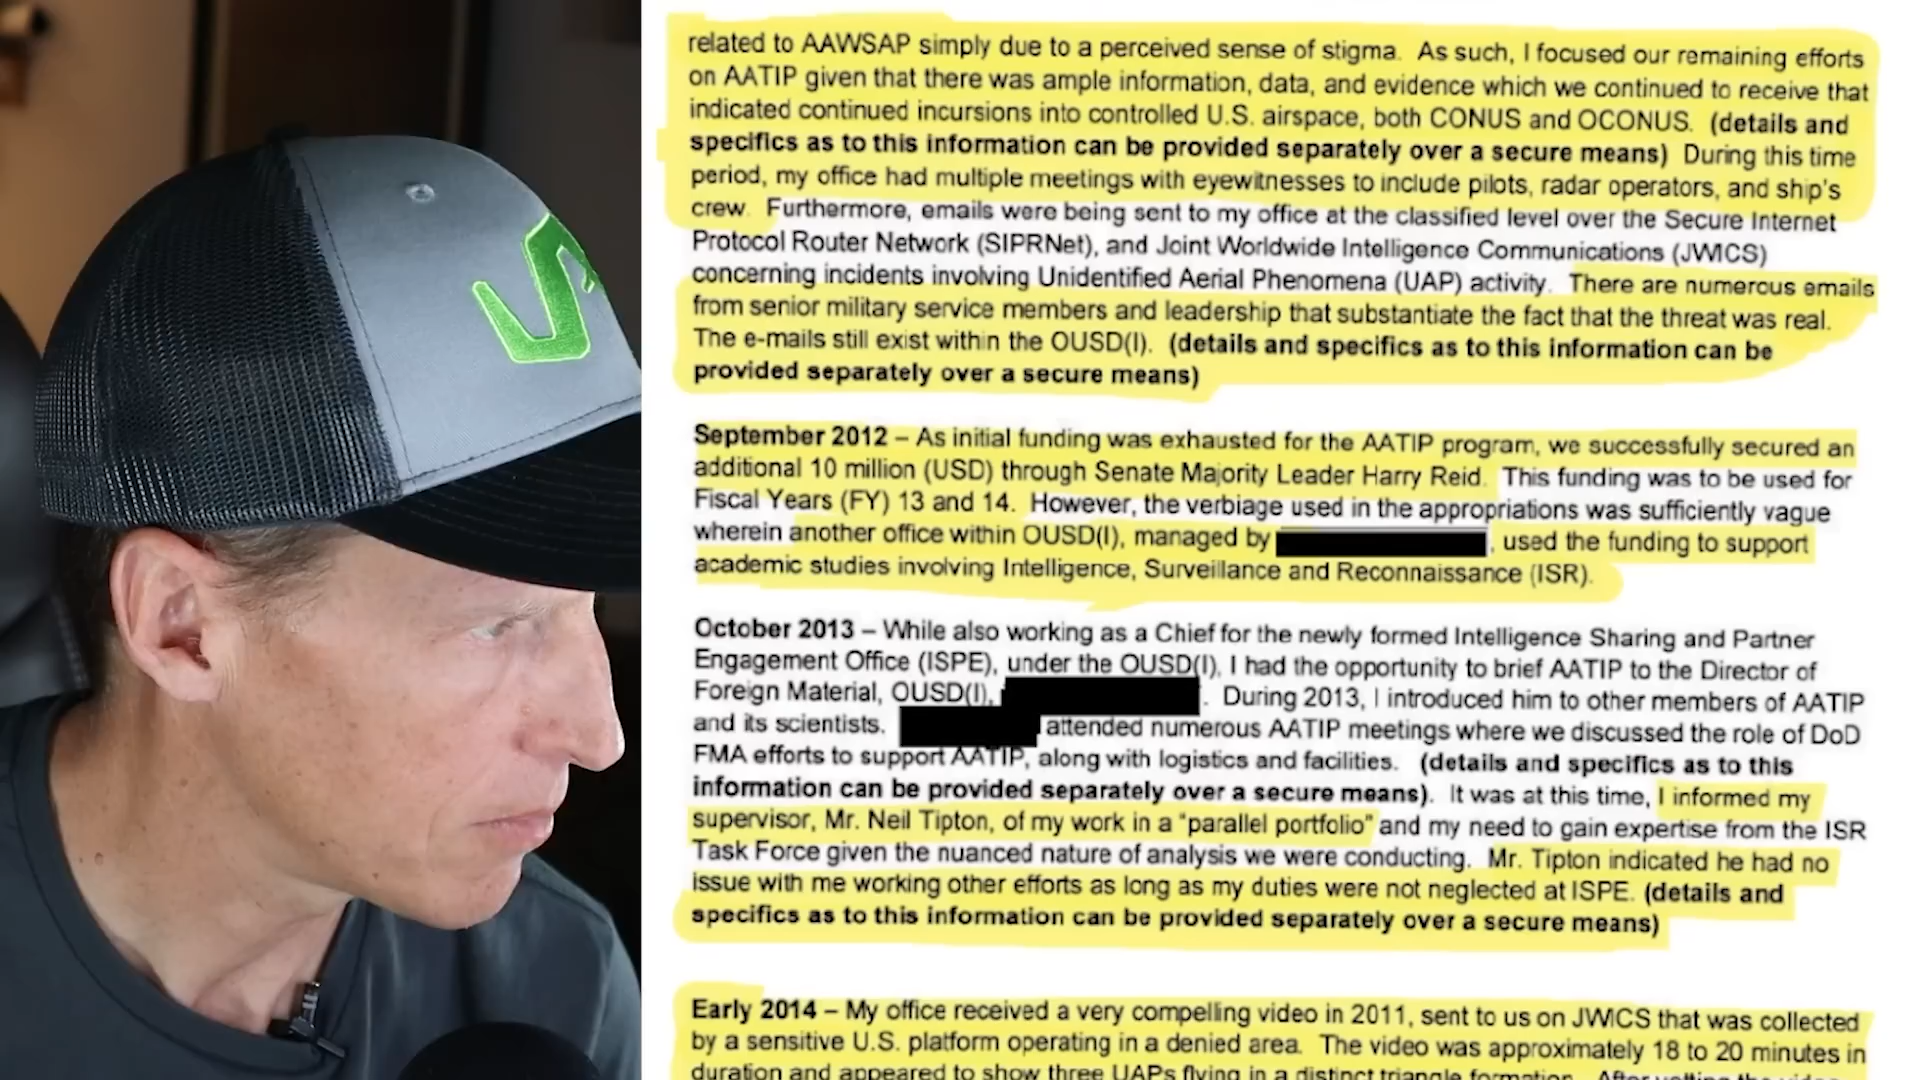 related to AAWSAP simply due to a perceived sense of stigma. As such, I focused our remaining efforts
on AATIP given that there was ample information, data, and evidence which we continued to receive that
indicated continued incursions into controlled U.S. airspace, both CONUS and OCONUS. (details and
specifics as to this information can be provided separately over a secure means) During this time
period, my office had multiple meetings with eyewitnesses to include pilots, radar operators, and ship's
crew. Furthermore, emails were being sent to my office at the classified level over the Secure Internet
Protocol Router Network (SIPRNet), and Joint Worldwide Intelligence Communications (JWICS)
concerning incidents involving Unidentified Aerial Phenomena (UAP) activity. There are numerous emails
from senior military service members and leadership that substantiate the fact that the threat was real.
The e-mails still exist within the OUSD(I). (details and specifics as to this information can be
provided separately over a secure means)
September 2012 – As initial funding was exhausted for the AATIP program, we successfully secured an
additional 10 million (USD) through Senate Majority Leader Harry Reid. This funding was to be used for
Fiscal Years (FY) 13 and 14. However, the verbiage used in the appropriations was sufficiently vague
wherein another office within OUSD(I), managed by , used the funding to support
academic studies involving Intelligence, Surveillance and Reconnaissance (ISR).
October 2013 – While also working as a Chief for the newly formed Intelligence Sharing and Partner
Engagement Office (ISPE), under the OUSD(I), I had the opportunity to brief AATIP to the Director of
Foreign Material, OUSD(I), . During 2013, I introduced him to other members of AATIP
and its scientists. attended numerous AATIP meetings where we discussed the role of DoD
FMA efforts to support AATIP, along with logistics and facilities. (details and specifics as to this
information can be provided separately over a secure means). It was at this time, I informed my
supervisor, Mr. Neil Tipton, of my work in a "parallel portfolio" and my need to gain expertise from the ISR
Task Force given the nuanced nature of analysis we were conducting. Mr. Tipton indicated he had no
issue with me working other efforts as long as my duties were not neglected at ISPE. (details and
specifics as to this information can be provided separately over a secure means)
Early 2014 – My office received a very compelling video in 2011, sent to us on JWICS that was collected
by a sensitive U.S. platform operating in a denied area. The video was approximately 18 to 20 minutes in
duration and appeared to show three UAPs flying in a distinct triangle formation. After vetting the video